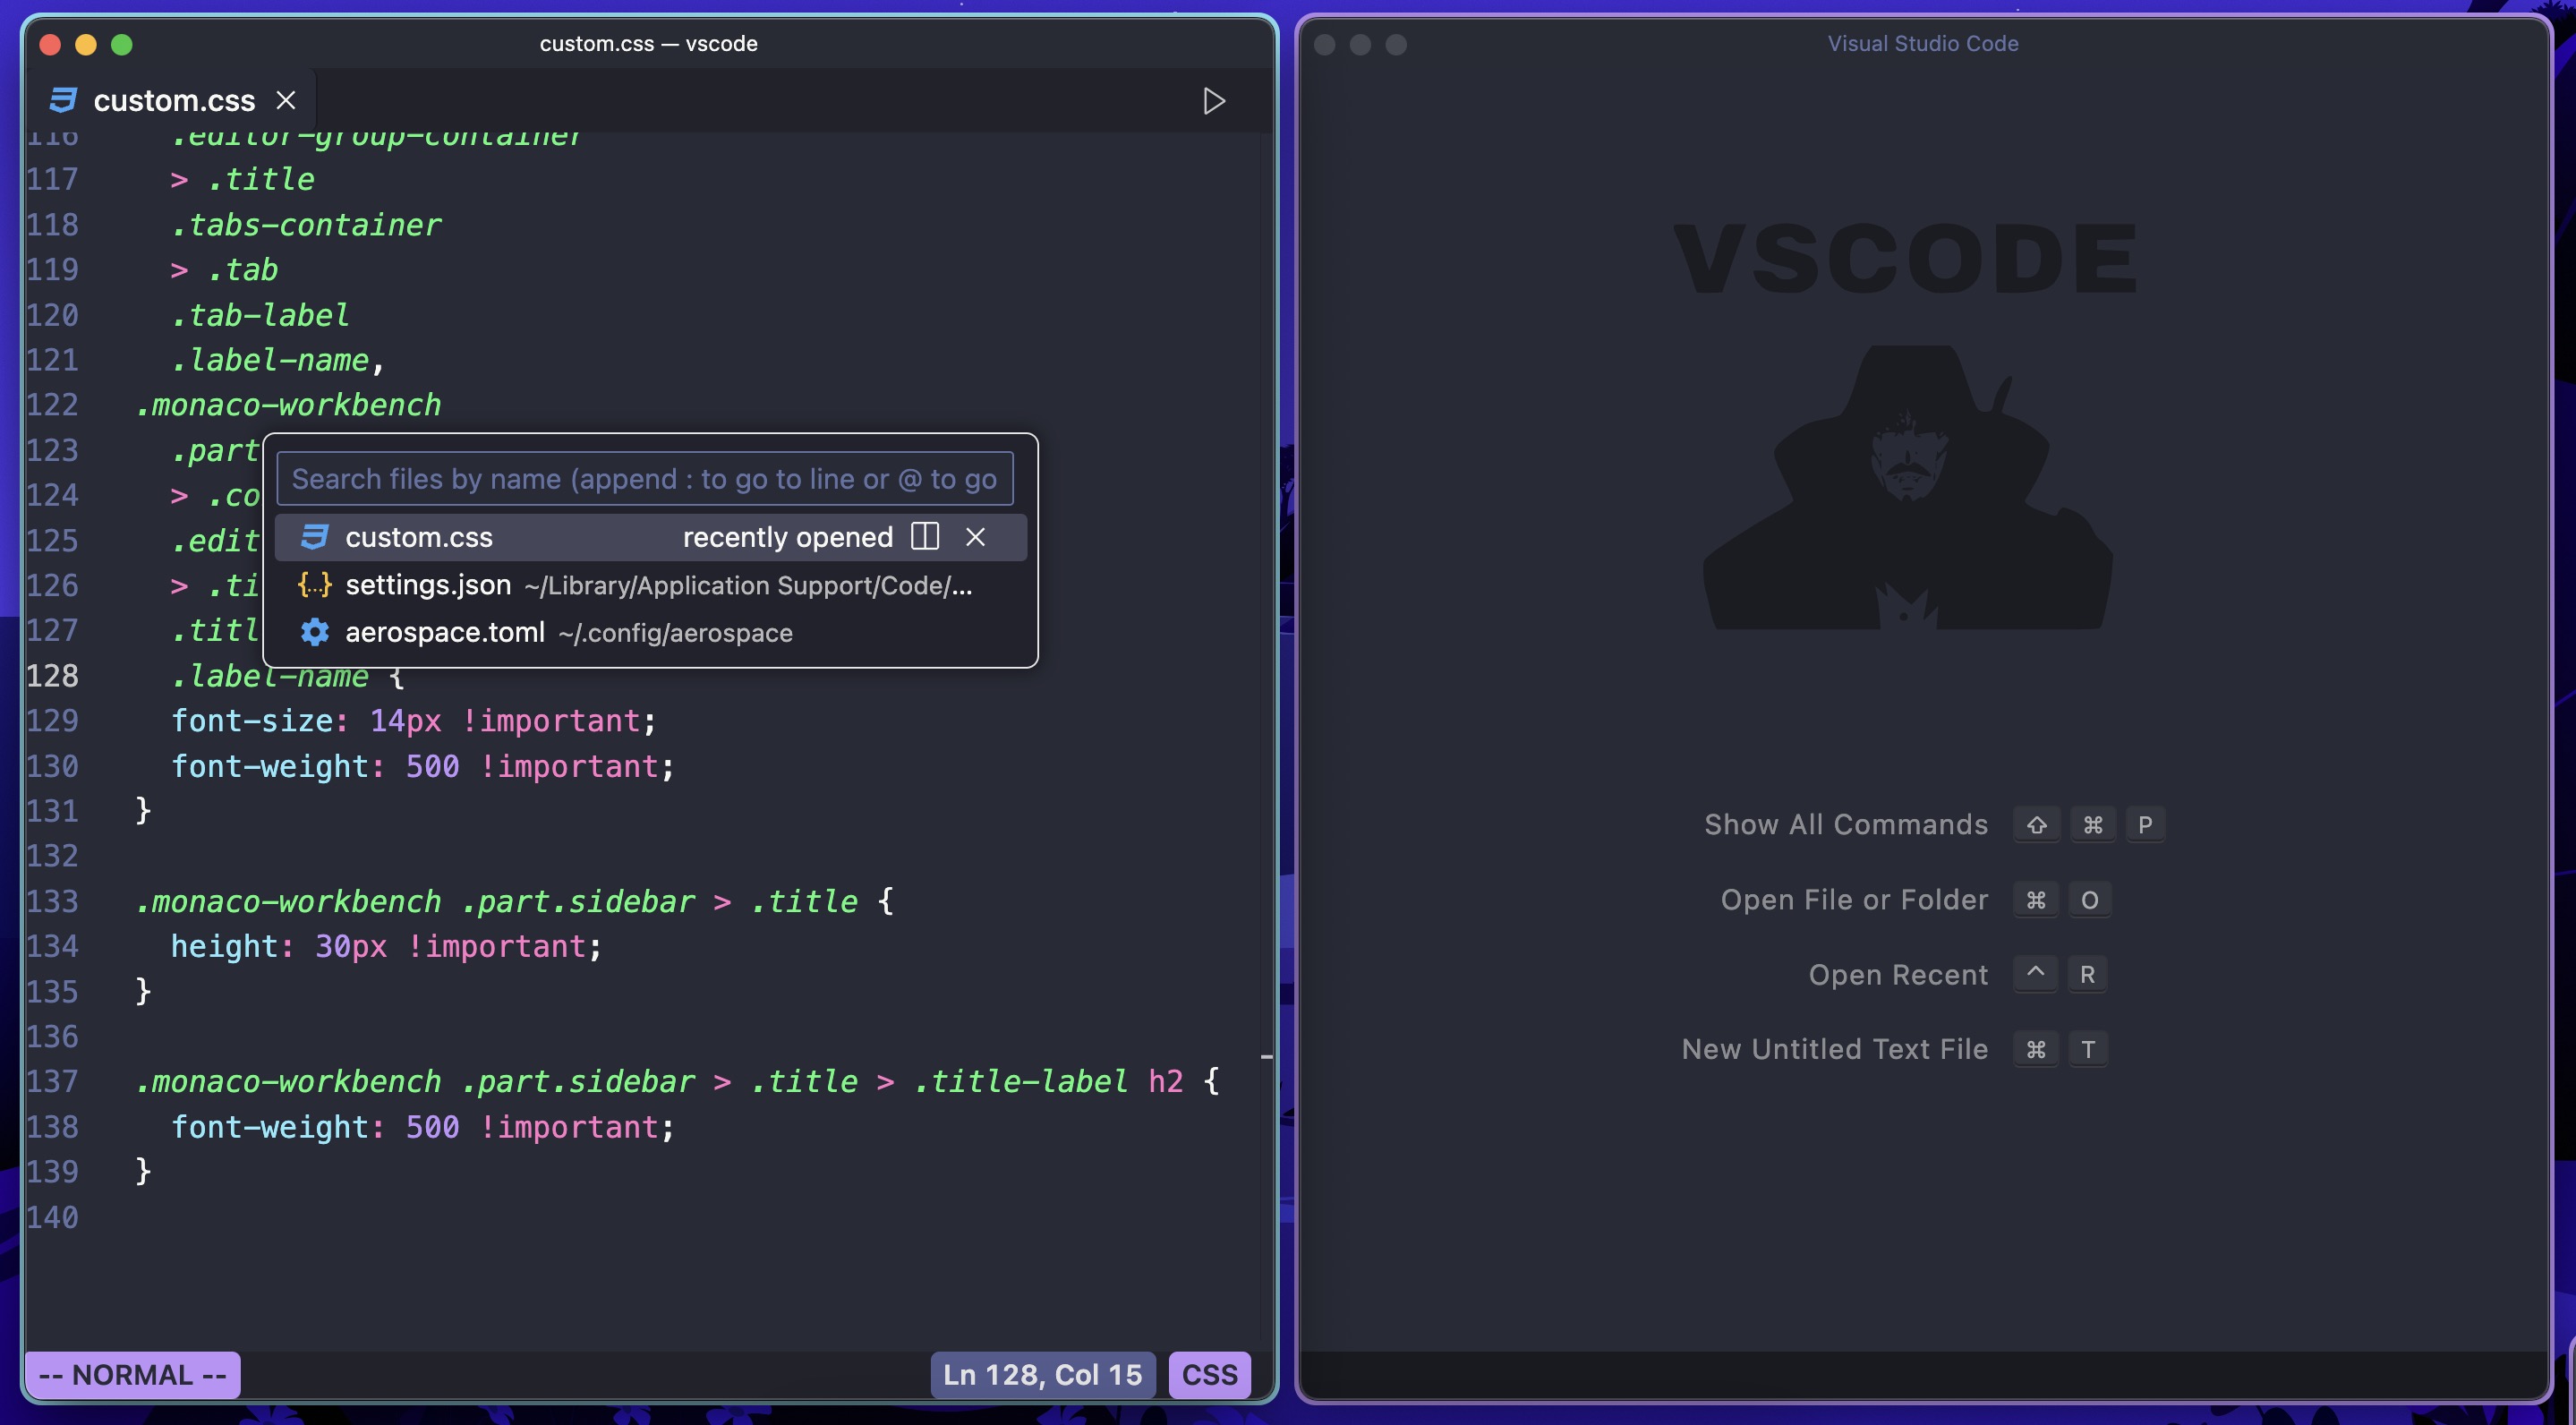 custom.css — vscode
custom.css
116 .editor-group-container
117 > .title
118 .tabs-container
119 > .tab
120 .tab-label
121 .label-name,
122 .monaco-workbench
123 .part
124 > .co
125 .edit
126 > .ti
127 .titl
128 .label-name {
129 font-size: 14px !important;
130 font-weight: 500 !important;
131 }
132
133 .monaco-workbench .part.sidebar > .title {
134 height: 30px !important;
135 }
136
137 .monaco-workbench .part.sidebar > .title > .title-label h2 {
138 font-weight: 500 !important;
139 }
140
Search files by name (append : to go to line or @ to go
custom.css recently opened
settings.json ~/Library/Application Support/Code/...
aerospace.toml ~/.config/aerospace
-- NORMAL -- Ln 128, Col 15 CSS
Visual Studio Code
VSCODE
Show All Commands ⇧ ⌘ P
Open File or Folder ⌘ O
Open Recent ^ R
New Untitled Text File ⌘ T